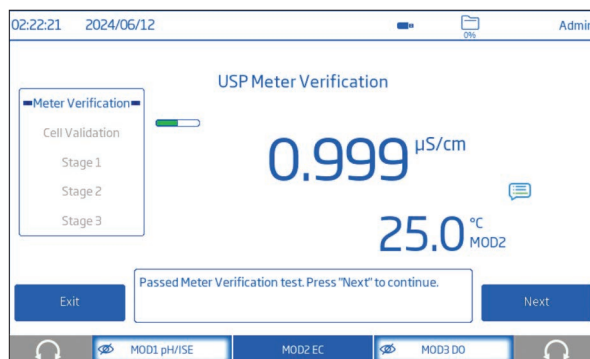 02:22:21 2024/06/12 0% Admin
USP Meter Verification
Meter Verification
Cell Validation
Stage 1
Stage 2
Stage 3
0.999 µS/cm
25.0 °C
MOD2
Passed Meter Verification test. Press "Next" to continue.
Exit
Next
MOD1 pH/ISE MOD2 EC MOD3 DO